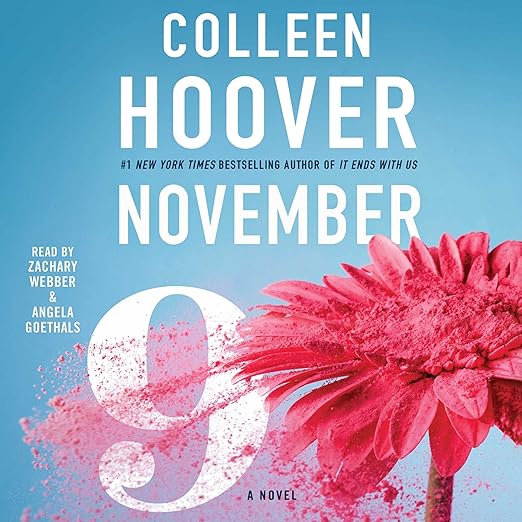 COLLEEN
HOOVER
#1 NEW YORK TIMES BESTSELLING AUTHOR OF IT ENDS WITH US
NOVEMBER
9
READ BY
ZACHARY
WEBBER
&
ANGELA
GOETHALS
A NOVEL